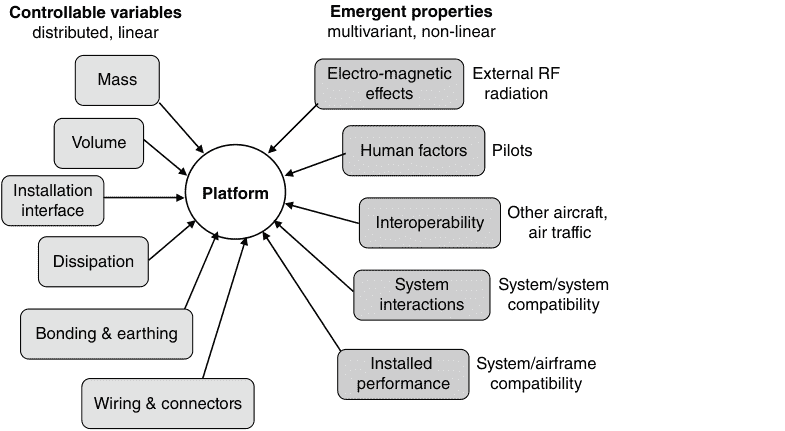 Controllable variables
distributed, linear
Emergent properties
multivariant, non-linear
Mass
Volume
Installation
interface
Dissipation
Bonding & earthing
Wiring & connectors
Platform
Electro-magnetic
effects
External RF
radiation
Human factors
Pilots
Interoperability
Other aircraft,
air traffic
System
interactions
System/system
compatibility
Installed
performance
System/airframe
compatibility